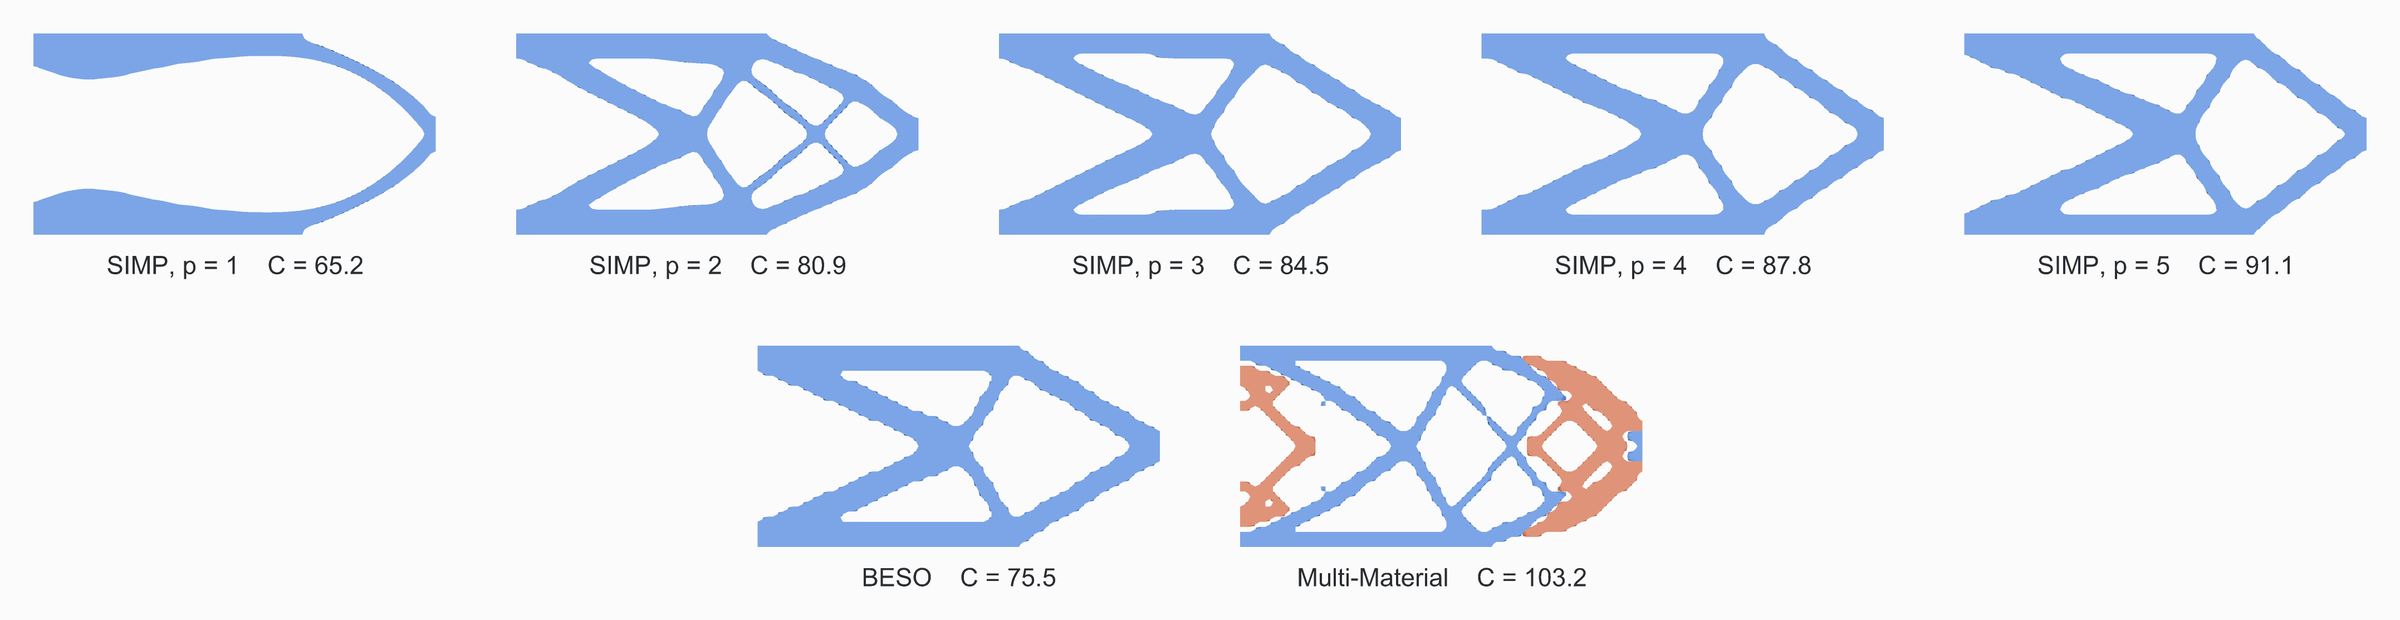 SIMP, p = 1 C = 65.2
SIMP, p = 2 C = 80.9
SIMP, p = 3 C = 84.5
SIMP, p = 4 C = 87.8
SIMP, p = 5 C = 91.1
BESO C = 75.5
Multi-Material C = 103.2